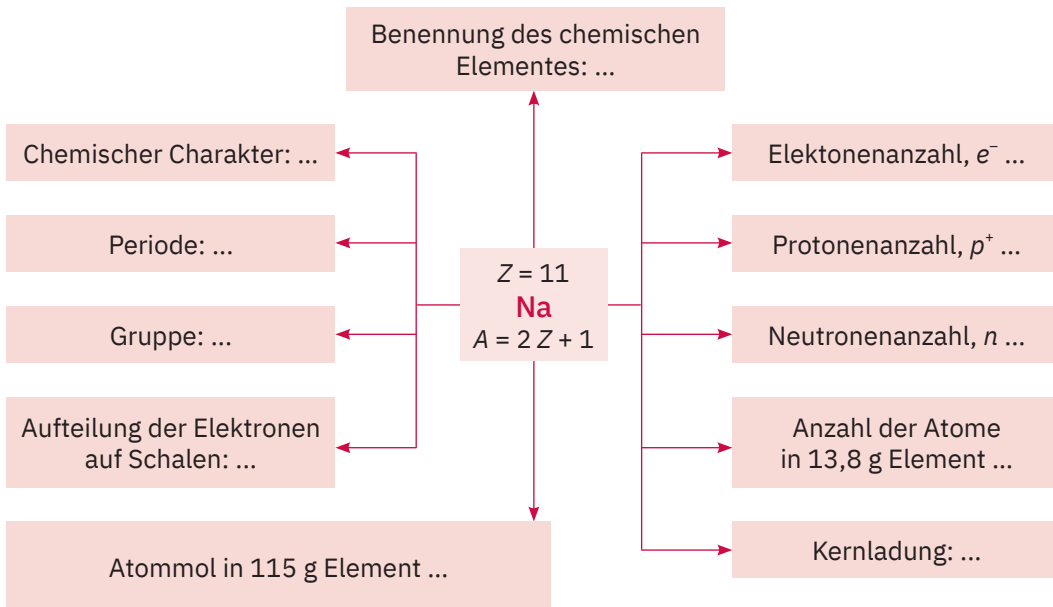 Benennung des chemischen
Elementes: ...
Chemischer Charakter: ...
Periode: ...
Gruppe: ...
Aufteilung der Elektronen
auf Schalen: ...
Atommol in 115 g Element ...
Z = 11
Na
A = 2 Z + 1
Elektonenanzahl, e⁻ ...
Protonenanzahl, p⁺ ...
Neutronenanzahl, n ...
Anzahl der Atome
in 13,8 g Element ...
Kernladung: ...